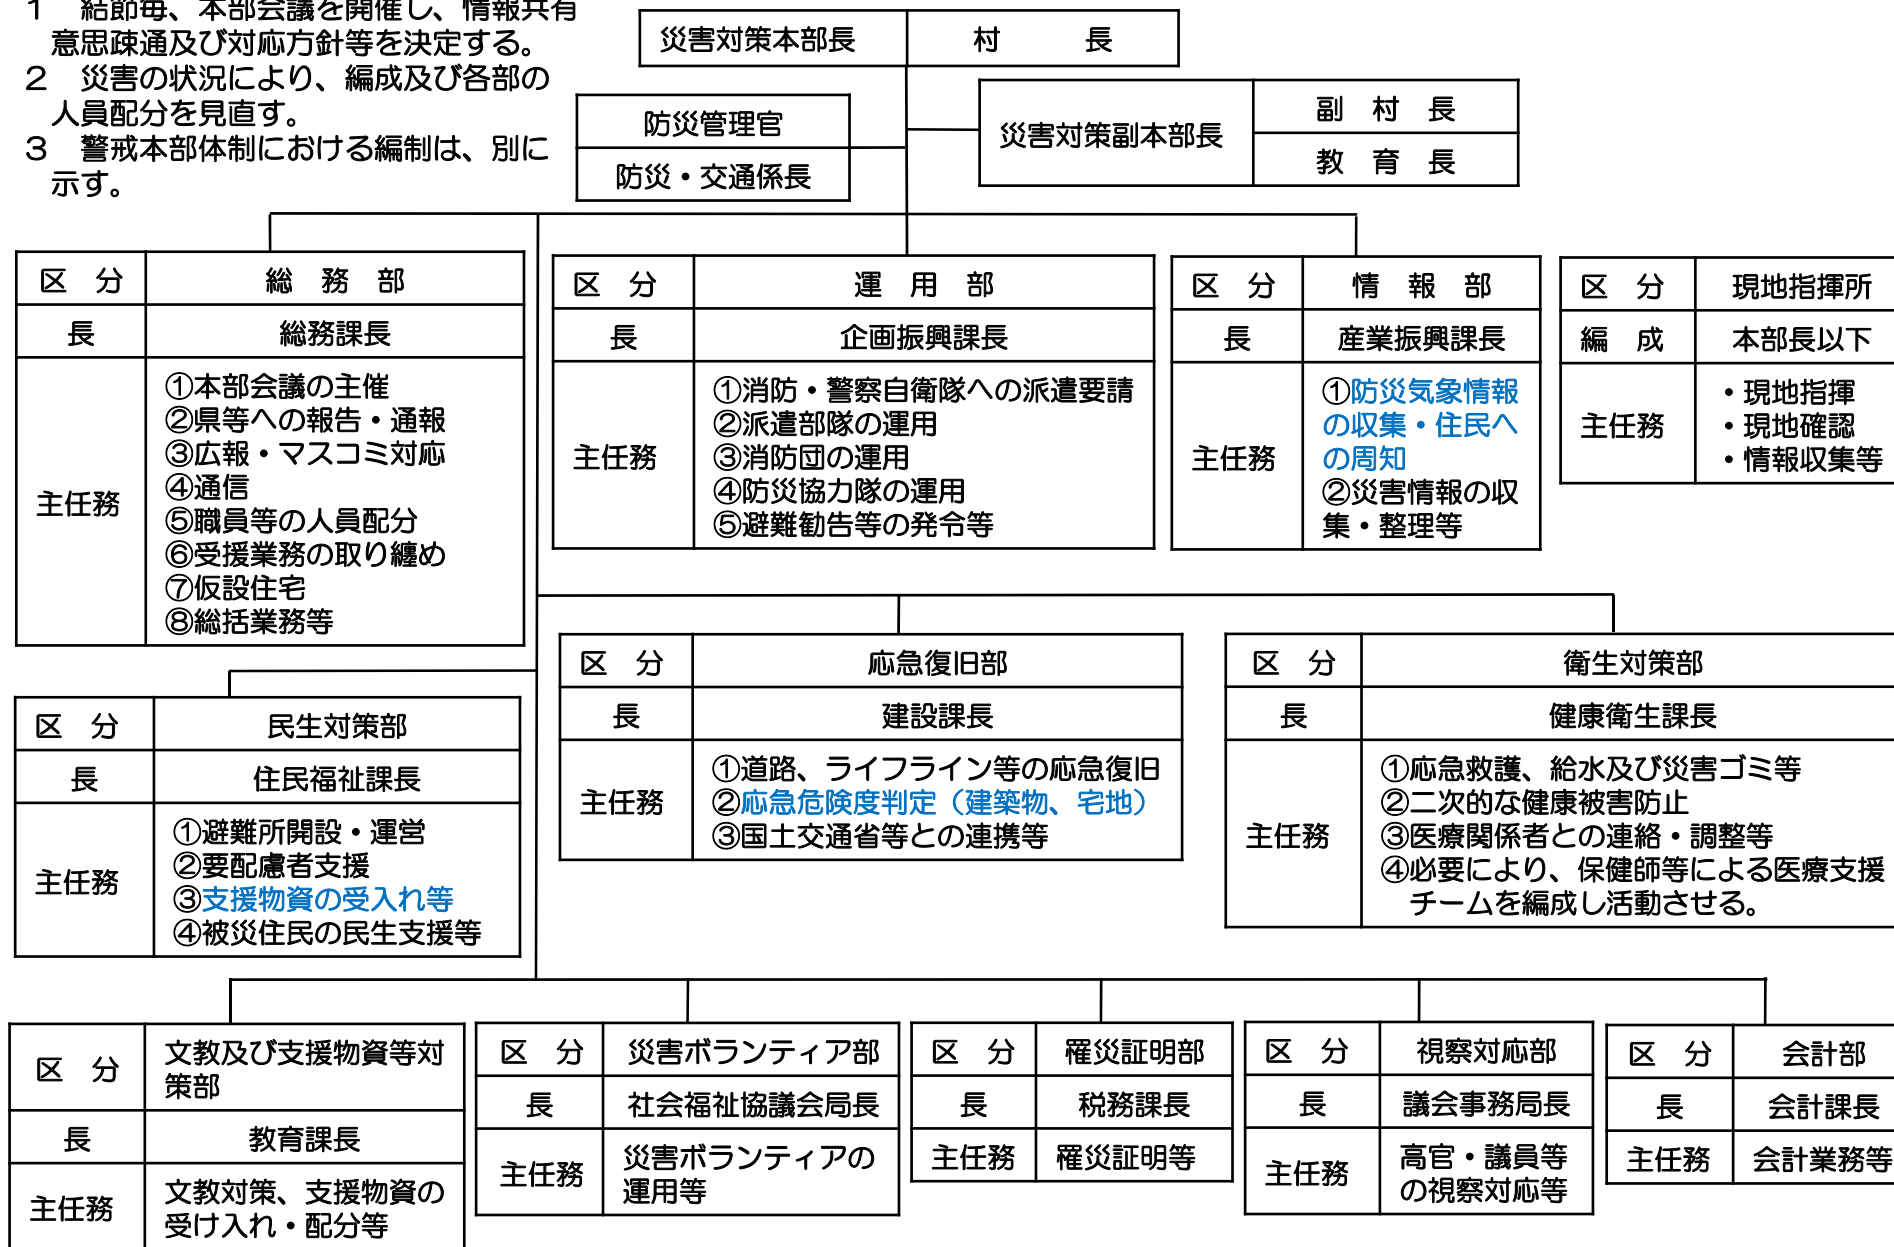 １　結節毎、本部会議を開催し、情報共有
意思疎通及び対応方針等を決定する。
２　災害の状況により、編成及び各部の
人員配分を見直す。
３　警戒本部体制における編制は、別に
示す。
災害対策本部長　村　長
防災管理官
防災・交通係長
災害対策副本部長
副　村　長
教　育　長
区　分　総　務　部
長　総務課長
主任務
①本部会議の主催
②県等への報告・通報
③広報・マスコミ対応
④通信
⑤職員等の人員配分
⑥受援業務の取り纏め
⑦仮設住宅
⑧総括業務等
区　分　運　用　部
長　企画振興課長
主任務
①消防・警察自衛隊への派遣要請
②派遣部隊の運用
③消防団の運用
④防災協力隊の運用
⑤避難勧告等の発令等
区　分　情　報　部
長　産業振興課長
主任務
①防災気象情報
の収集・住民へ
の周知
②災害情報の収
集・整理等
区　分　現地指揮所
編　成　本部長以下
主任務
・現地指揮
・現地確認
・情報収集等
区　分　民生対策部
長　住民福祉課長
主任務
①避難所開設・運営
②要配慮者支援
③支援物資の受入れ等
④被災住民の民生支援等
区　分　応急復旧部
長　建設課長
主任務
①道路、ライフライン等の応急復旧
②応急危険度判定（建築物、宅地）
③国土交通省等との連携等
区　分　衛生対策部
長　健康衛生課長
主任務
①応急救護、給水及び災害ゴミ等
②二次的な健康被害防止
③医療関係者との連絡・調整等
④必要により、保健師等による医療支援
チームを編成し活動させる。
区　分
文教及び支援物資等対
策部
長　教育課長
主任務
文教対策、支援物資の
受け入れ・配分等
区　分　災害ボランティア部
長　社会福祉協議会局長
主任務
災害ボランティアの
運用等
区　分　罹災証明部
長　税務課長
主任務　罹災証明等
区　分　視察対応部
長　議会事務局長
主任務
高官・議員等
の視察対応等
区　分　会計部
長　会計課長
主任務　会計業務等